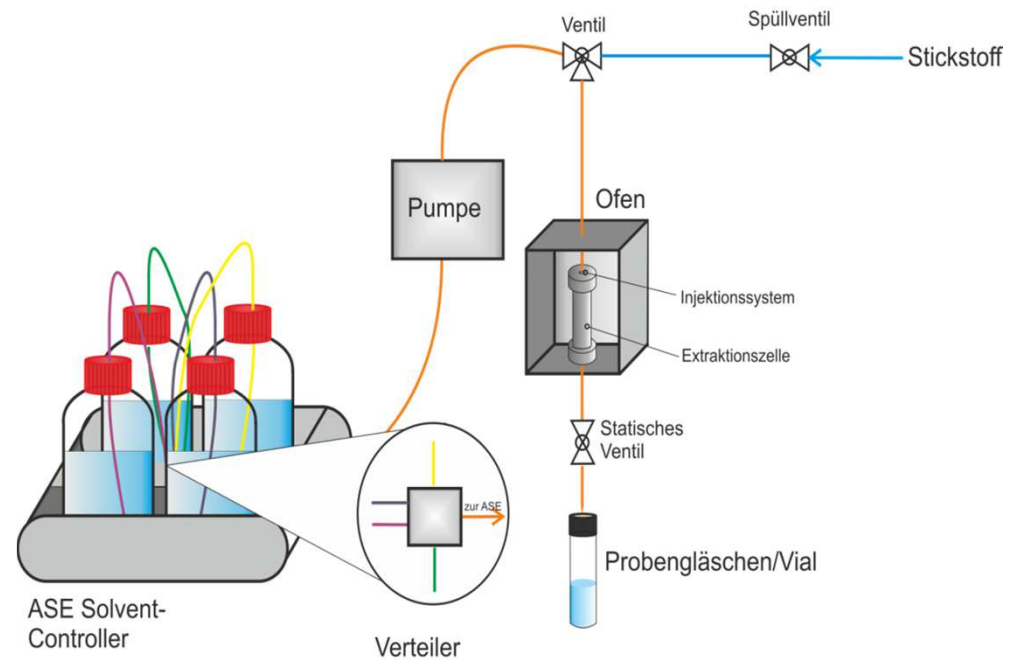 Ventil
Spüllventil
Stickstoff
Pumpe
Ofen
Injektionssystem
Extraktionszelle
Statisches
Ventil
zur ASE
Probengläschen/Vial
ASE Solvent-
Controller
Verteiler